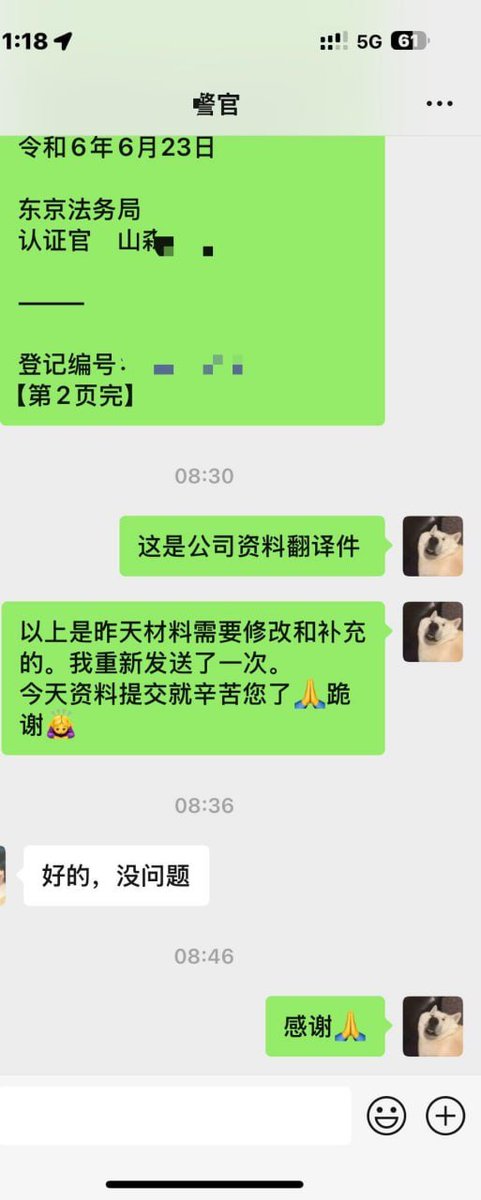 1:18
5G
61
警官
令和6年6月23日
东京法务局
认证官 山森
登记编号:
【第2页完】
08:30
这是公司资料翻译件
以上是昨天材料需要修改和补充
的。我重新发送了一次。
今天资料提交就辛苦您了🙏跪
谢🙇‍♀️
08:36
好的，没问题
08:46
感谢🙏